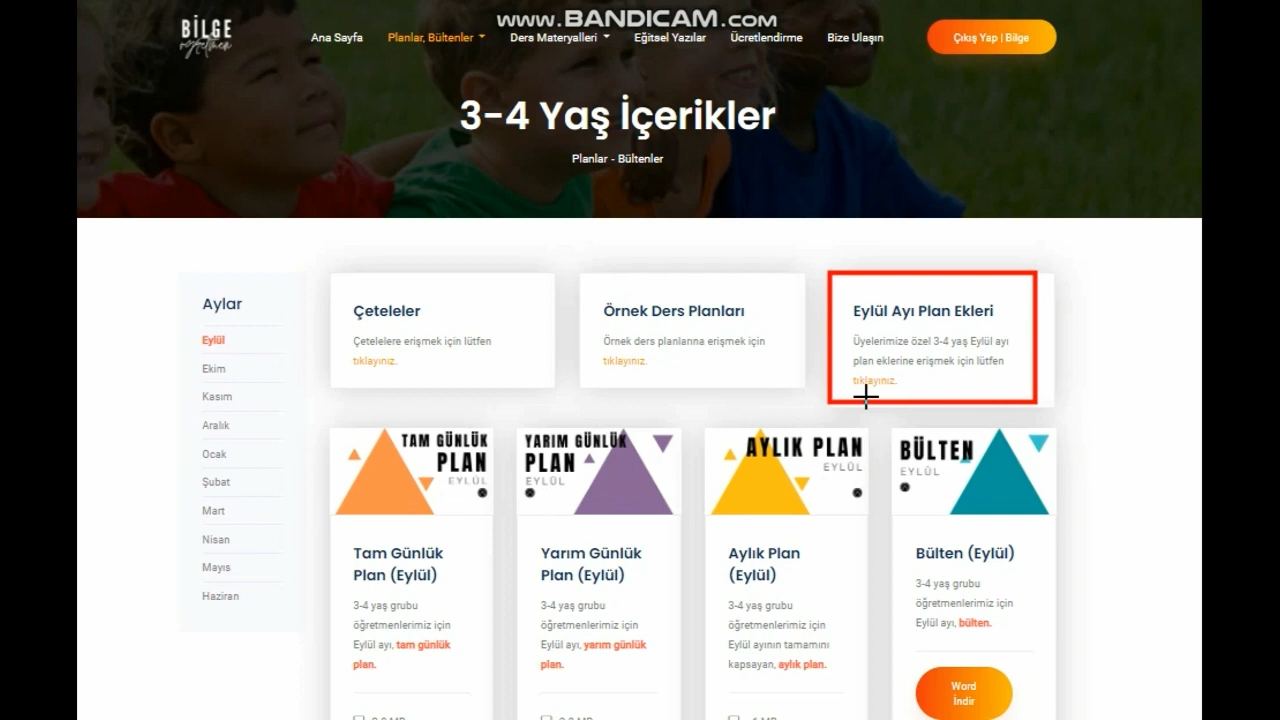 www.BANDICAM.com
BİLGE
öğretmen
Ana Sayfa
Planlar, Bültenler
Ders Materyalleri
Eğitsel Yazılar
Ücretlendirme
Bize Ulaşın
Çıkış Yap | Bilge
3-4 Yaş İçerikler
Planlar - Bültenler
Aylar
Eylül
Ekim
Kasım
Aralık
Ocak
Şubat
Mart
Nisan
Mayıs
Haziran
Çeteleler
Çetelelere erişmek için lütfen
tıklayınız.
Örnek Ders Planları
Örnek ders planlarına erişmek için
tıklayınız.
Eylül Ayı Plan Ekleri
Üyelerimize özel 3-4 yaş Eylül ayı
plan eklerine erişmek için lütfen
tıklayınız.
TAM GÜNLÜK
PLAN
EYLÜL
Tam Günlük
Plan (Eylül)
3-4 yaş grubu
öğretmenlerimiz için
Eylül ayı, tam günlük
plan.
YARIM GÜNLÜK
PLAN
EYLÜL
Yarım Günlük
Plan (Eylül)
3-4 yaş grubu
öğretmenlerimiz için
Eylül ayı, yarım günlük
plan.
AYLIK PLAN
EYLÜL
Aylık Plan
(Eylül)
3-4 yaş grubu
öğretmenlerimiz için
Eylül ayının tamamını
kapsayan, aylık plan.
BÜLTEN
EYLÜL
Bülten (Eylül)
3-4 yaş grubu
öğretmenlerimiz için
Eylül ayı, bülten.
Word
İndir